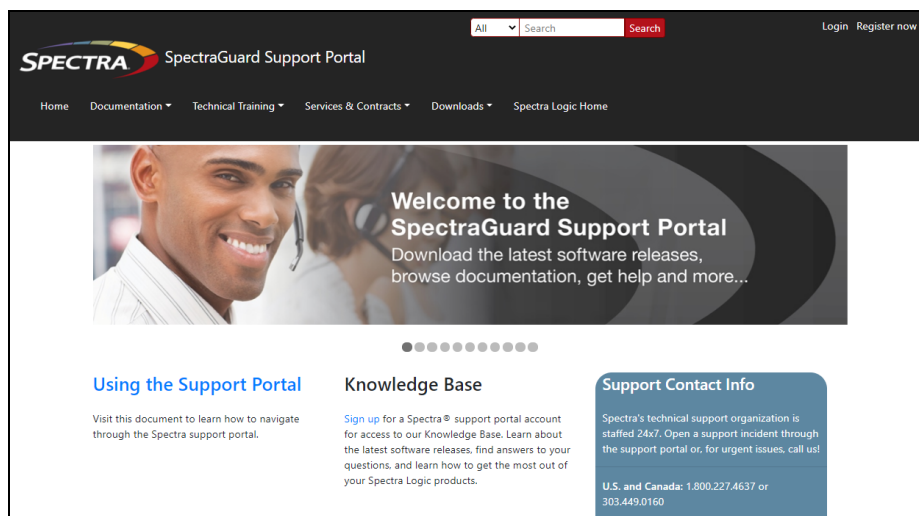 All Search Search Login Register now
SPECTRA SpectraGuard Support Portal
Home Documentation Technical Training Services & Contracts Downloads Spectra Logic Home
Welcome to the
SpectraGuard Support Portal
Download the latest software releases,
browse documentation, get help and more...
Using the Support Portal
Visit this document to learn how to navigate
through the Spectra support portal.
Knowledge Base
Sign up for a Spectra® support portal account
for access to our Knowledge Base. Learn about
the latest software releases, find answers to your
questions, and learn how to get the most out of
your Spectra Logic products.
Support Contact Info
Spectra's technical support organization is
staffed 24x7. Open a support incident through
the support portal or, for urgent issues, call us!
U.S. and Canada: 1.800.227.4637 or
303.449.0160